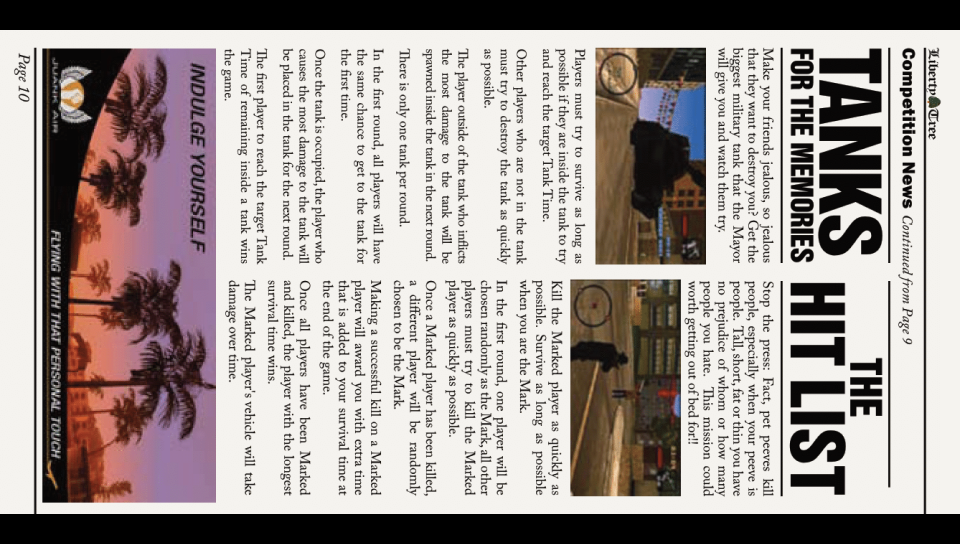 Liberty Tree
Competition News Continued from Page 9
TANKS
FOR THE MEMORIES
Make your friends jealous, so jealous
that they want to destroy you? Get the
biggest military tank that the Mayor
will give you and watch them try.
Players must try to survive as long as
possible if they are inside the tank to try
and reach the target Tank Time.
Other players who are not in the tank
must try to destroy the tank as quickly
as possible.
The player outside of the tank who inflicts
the most damage to the tank will be
spawned inside the tank in the next round.
There is only one tank per round.
In the first round, all players will have
the same chance to get to the tank for
the first time.
Once the tank is occupied, the player who
causes the most damage to the tank will
be placed in the tank for the next round.
The first player to reach the target Tank
Time of remaining inside a tank wins
the game.
THE
HIT LIST
Stop the press: Fact, pet peeves kill
people, especially when your peeve is
people. Tall, short, fat or thin you have
no prejudice of whom or how many
people you hate. This mission could
worth getting out of bed for!!
Kill the Marked player as quickly as
possible. Survive as long as possible
when you are the Mark.
In the first round, one player will be
chosen randomly as the Mark, all other
players must try to kill the Marked
player as quickly as possible.
Once a Marked player has been killed,
a different player will be randomly
chosen to be the Mark.
Making a successful kill on a Marked
player will award you with extra time
that is added to your survival time at
the end of the game.
Once all players have been Marked
and killed, the player with the longest
survival time wins.
The Marked player's vehicle will take
damage over time.
INDULGE YOURSELF
JUANK AIR
FLYING WITH THAT PERSONAL TOUCH
Page 10